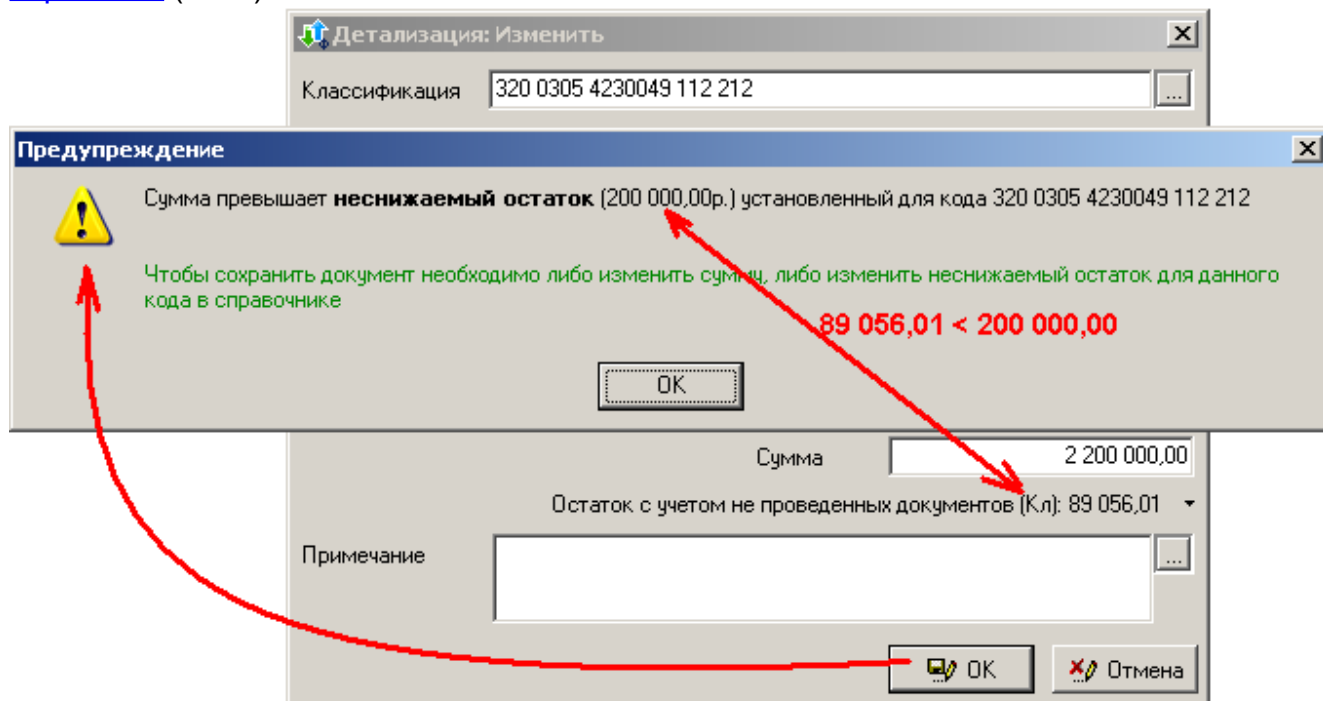 Детализация: Изменить
Классификация 320 0305 4230049 112 212 ...
Предупреждение
Сумма превышает неснижаемый остаток (200 000,00р.) установленный для кода 320 0305 4230049 112 212
Чтобы сохранить документ необходимо либо изменить сумму, либо изменить неснижаемый остаток для данного
кода в справочнике
89 056,01 < 200 000,00
OK
Сумма 2 200 000,00
Остаток с учетом не проведенных документов (Кл): 89 056,01
Примечание ...
OK Отмена